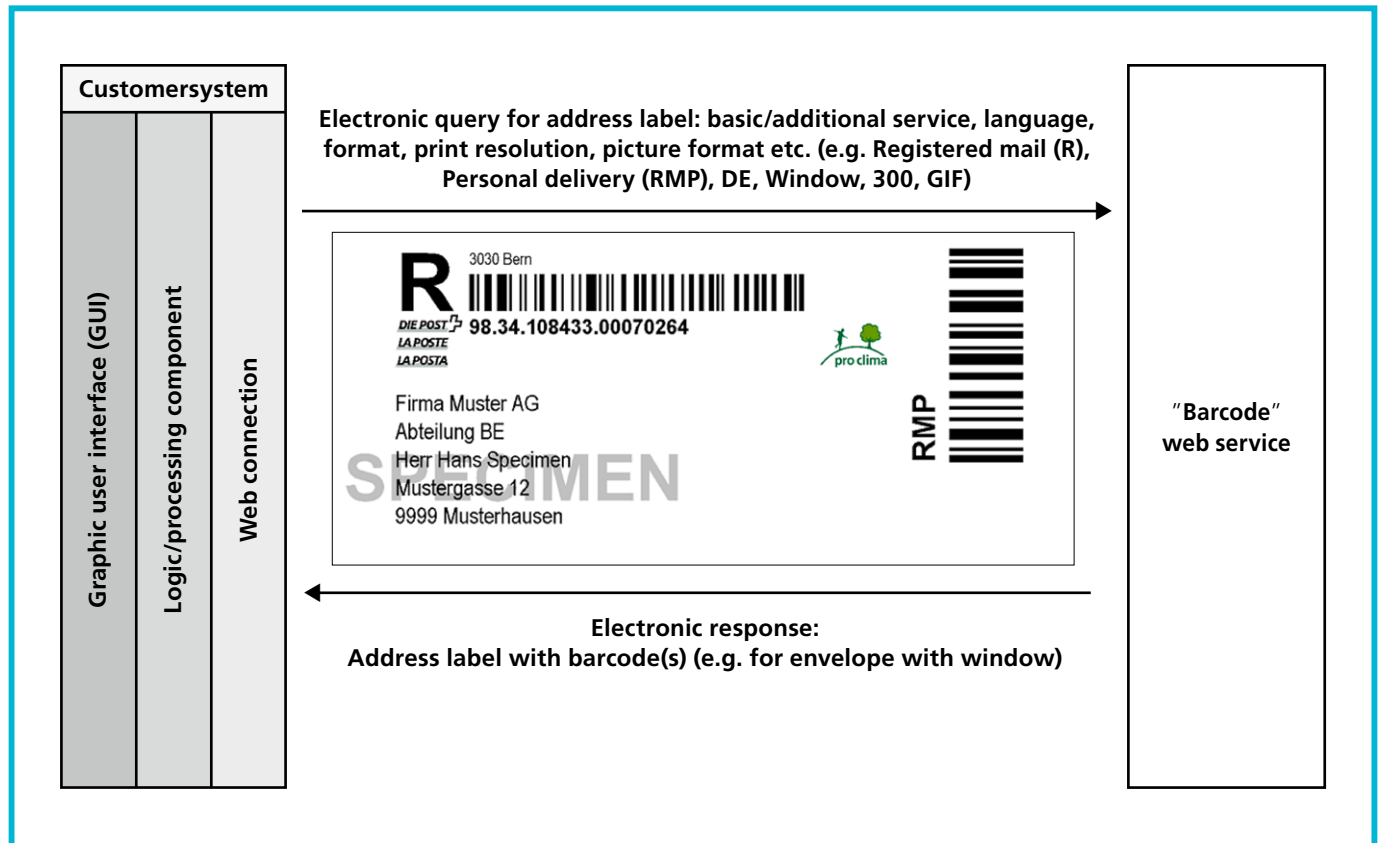 Customersystem
Graphic user interface (GUI)
Logic/processing component
Web connection
Electronic query for address label: basic/additional service, language,
format, print resolution, picture format etc. (e.g. Registered mail (R),
Personal delivery (RMP), DE, Window, 300, GIF)
R
3030 Bern
DIE POST
LA POSTE
LA POSTA
98.34.108433.00070264
pro clima
RMP
Firma Muster AG
Abteilung BE
Herr Hans Specimen
Mustergasse 12
9999 Musterhausen
SPECIMEN
Electronic response:
Address label with barcode(s) (e.g. for envelope with window)
"Barcode"
web service